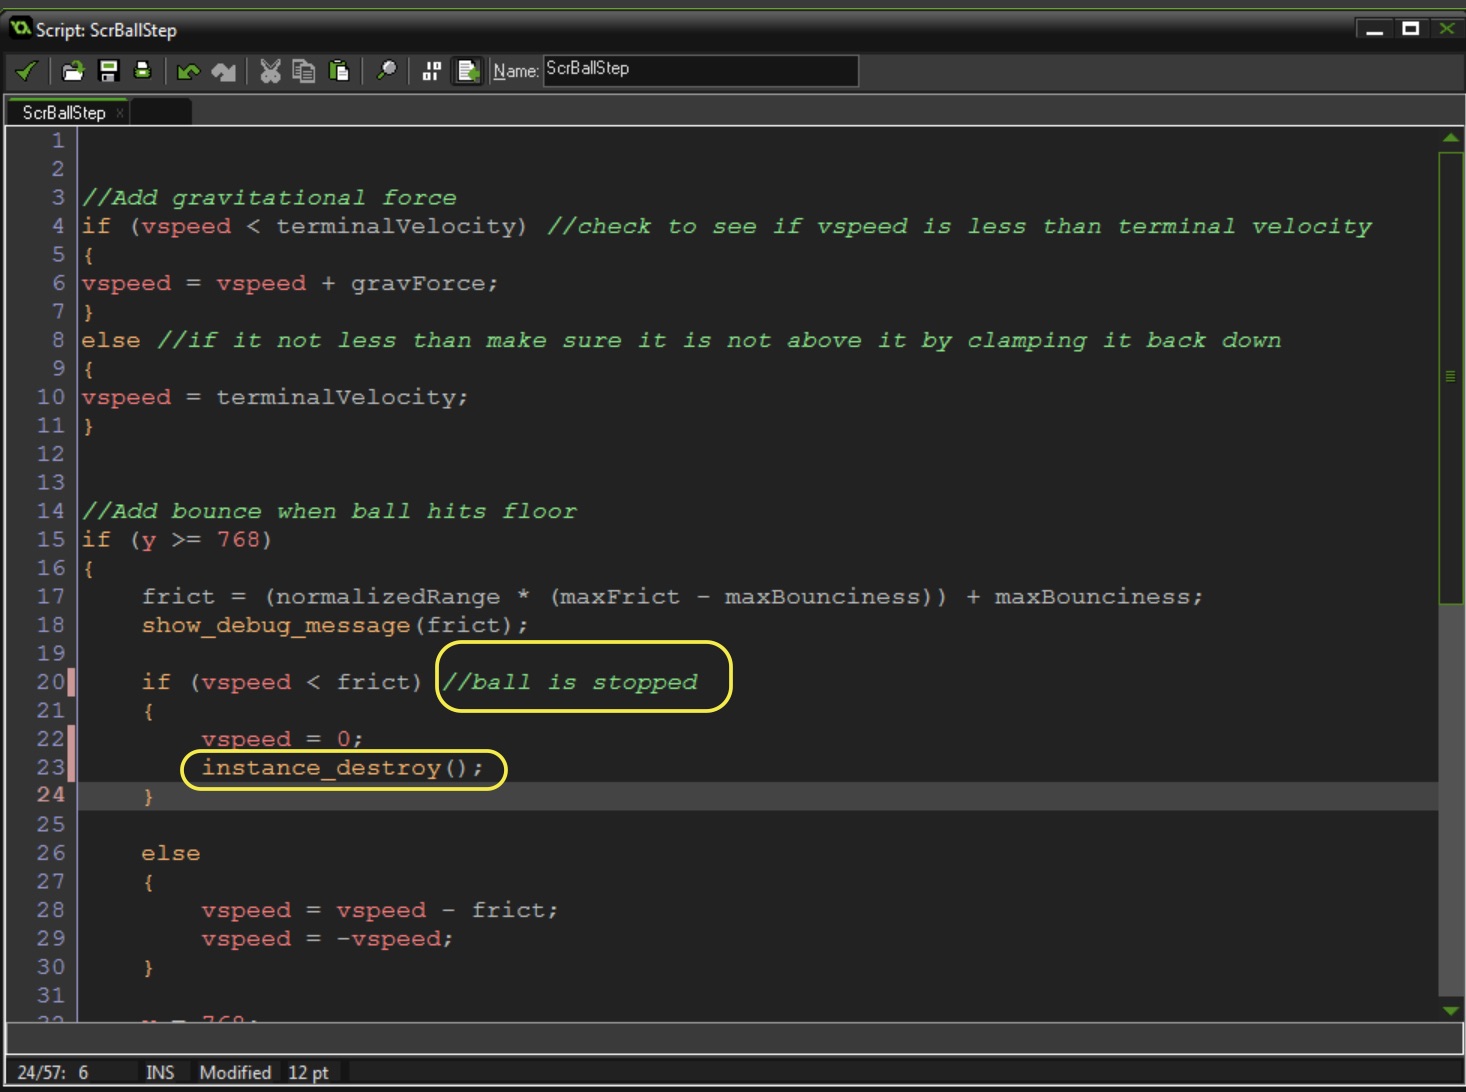 Script: ScrBallStep
Name: ScrBallStep
ScrBallStep x
1
2
3 //Add gravitational force
4 if (vspeed < terminalVelocity) //check to see if vspeed is less than terminal velocity
5 {
6 vspeed = vspeed + gravForce;
7 }
8 else //if it not less than make sure it is not above it by clamping it back down
9 {
10 vspeed = terminalVelocity;
11 }
12
13
14 //Add bounce when ball hits floor
15 if (y >= 768)
16 {
17 frict = (normalizedRange * (maxFrict - maxBounciness)) + maxBounciness;
18 show_debug_message(frict);
19
20 if (vspeed < frict) //ball is stopped
21 {
22 vspeed = 0;
23 instance_destroy();
24 }
25
26 else
27 {
28 vspeed = vspeed - frict;
29 vspeed = -vspeed;
30 }
31
24/57: 6 INS Modified 12 pt